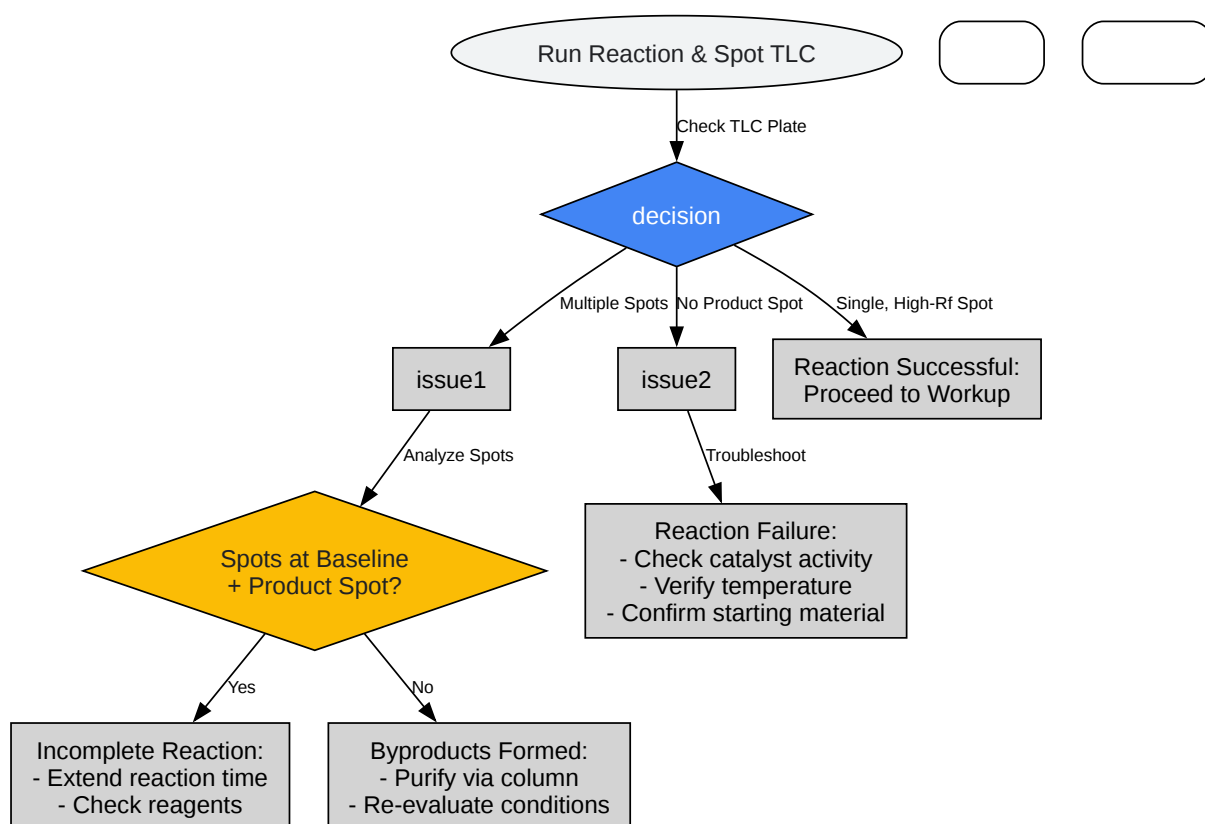 Run Reaction & Spot TLC
Check TLC Plate
decision
Multiple Spots
No Product Spot
Single, High-Rf Spot
issue1
issue2
Reaction Successful:
Proceed to Workup
Analyze Spots
Troubleshoot
Spots at Baseline
+ Product Spot?
Reaction Failure:
- Check catalyst activity
- Verify temperature
- Confirm starting material
Yes
No
Incomplete Reaction:
- Extend reaction time
- Check reagents
Byproducts Formed:
- Purify via column
- Re-evaluate conditions